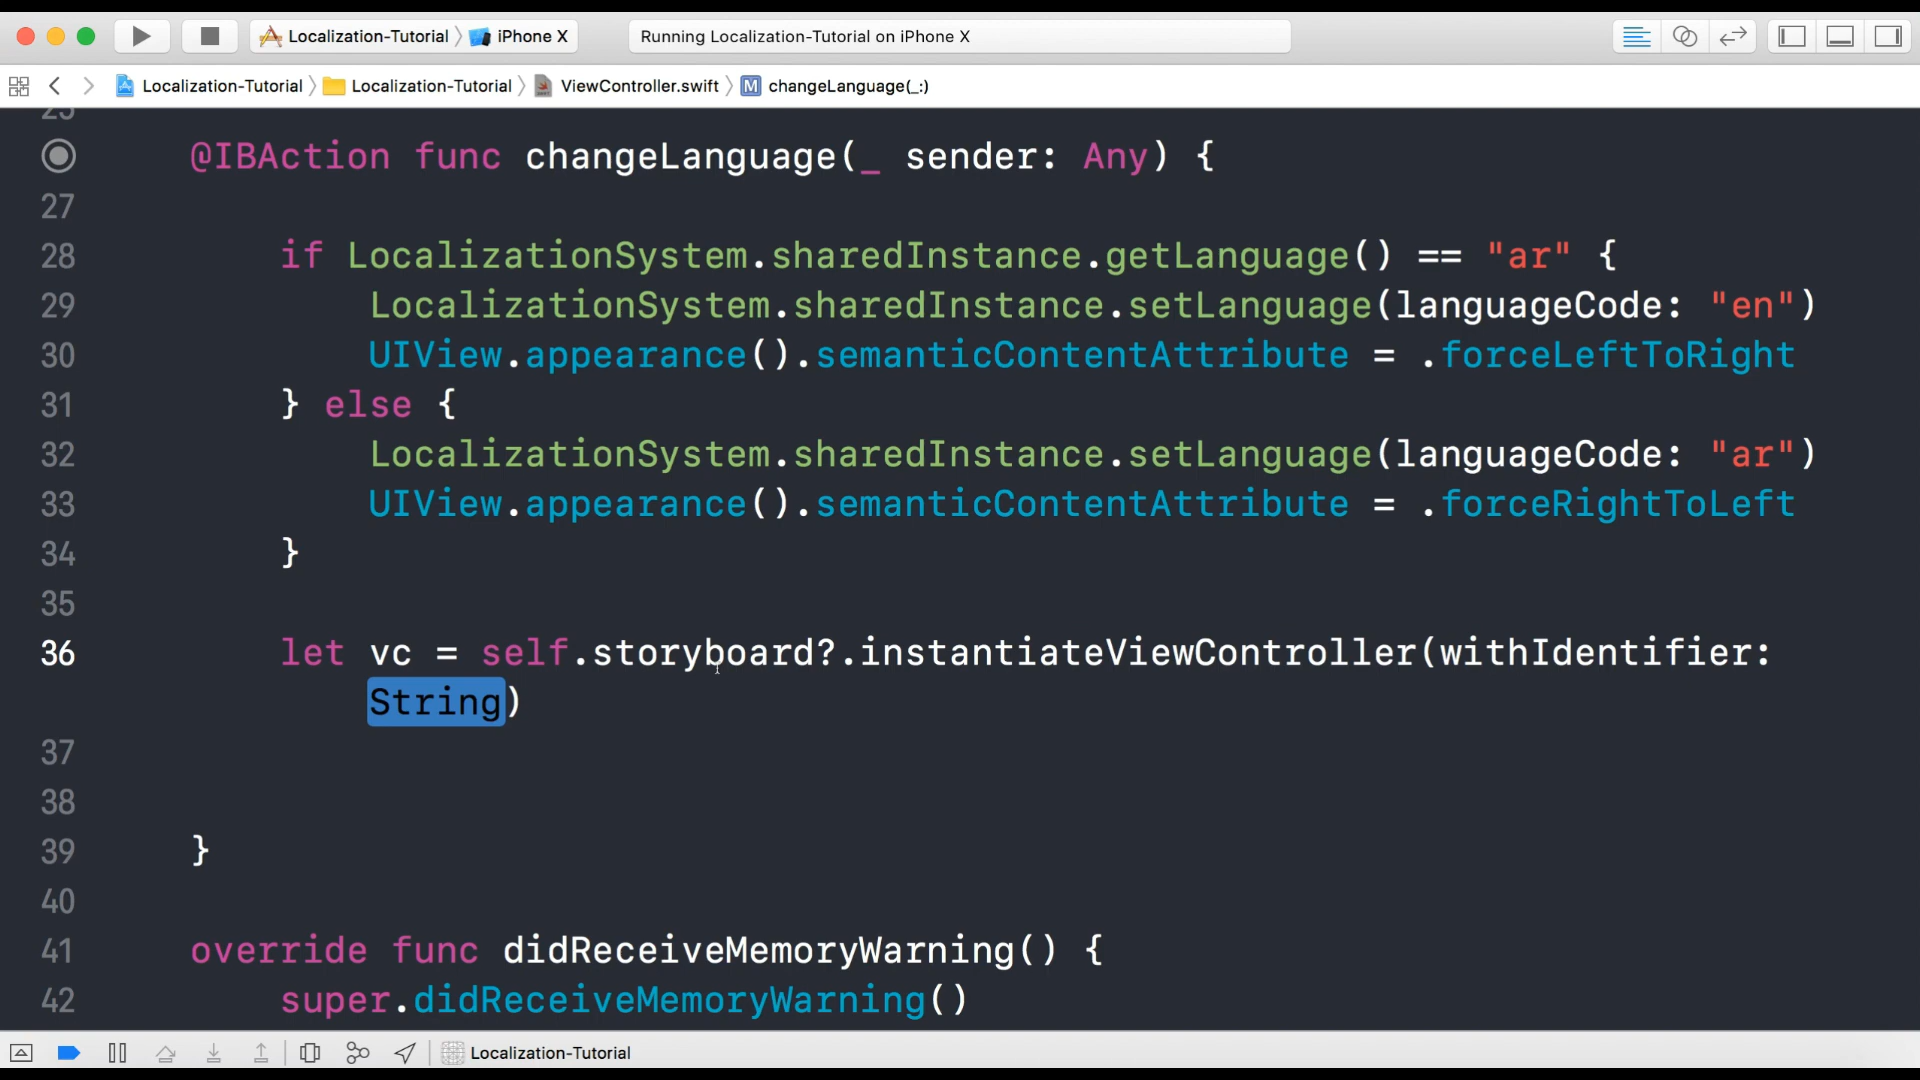 Localization-Tutorial iPhone X Running Localization-Tutorial on iPhone X
Localization-Tutorial Localization-Tutorial ViewController.swift M changeLanguage(_:)
25
@IBAction func changeLanguage(_ sender: Any) {
27
28 if LocalizationSystem.sharedInstance.getLanguage() == "ar" {
29 LocalizationSystem.sharedInstance.setLanguage(languageCode: "en")
30 UIView.appearance().semanticContentAttribute = .forceLeftToRight
31 } else {
32 LocalizationSystem.sharedInstance.setLanguage(languageCode: "ar")
33 UIView.appearance().semanticContentAttribute = .forceRightToLeft
34 }
35
36 let vc = self.storyboard?.instantiateViewController(withIdentifier:
String)
37
38
39 }
40
41 override func didReceiveMemoryWarning() {
42 super.didReceiveMemoryWarning()
Localization-Tutorial